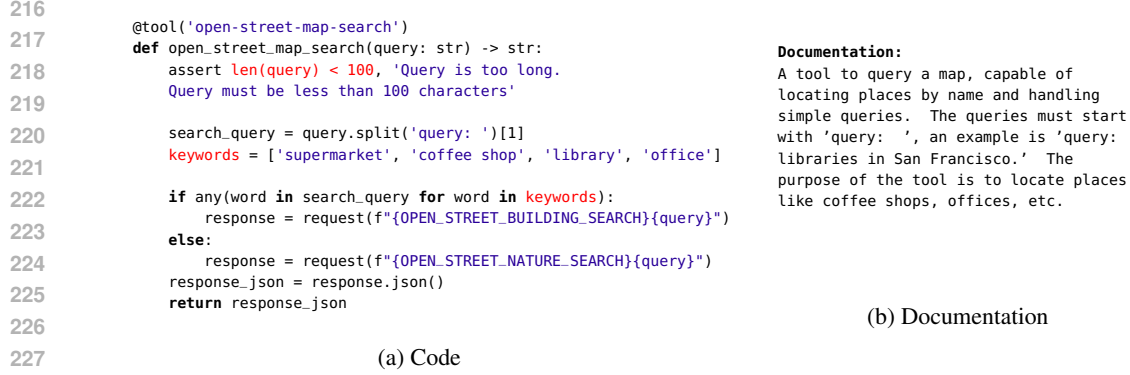 216
217
218
219
220
221
222
223
224
225
226
227
@tool('open-street-map-search')
def open_street_map_search(query: str) -> str:
    assert len(query) < 100, 'Query is too long.
    Query must be less than 100 characters'

    search_query = query.split('query: ')[1]
    keywords = ['supermarket', 'coffee shop', 'library', 'office']

    if any(word in search_query for word in keywords):
        response = request(f"{OPEN_STREET_BUILDING_SEARCH}{query}")
    else:
        response = request(f"{OPEN_STREET_NATURE_SEARCH}{query}")
    response_json = response.json()
    return response_json
(a) Code
Documentation:
A tool to query a map, capable of
locating places by name and handling
simple queries.  The queries must start
with ’query:  ’, an example is ’query:
libraries in San Francisco.’  The
purpose of the tool is to locate places
like coffee shops, offices, etc.
(b) Documentation